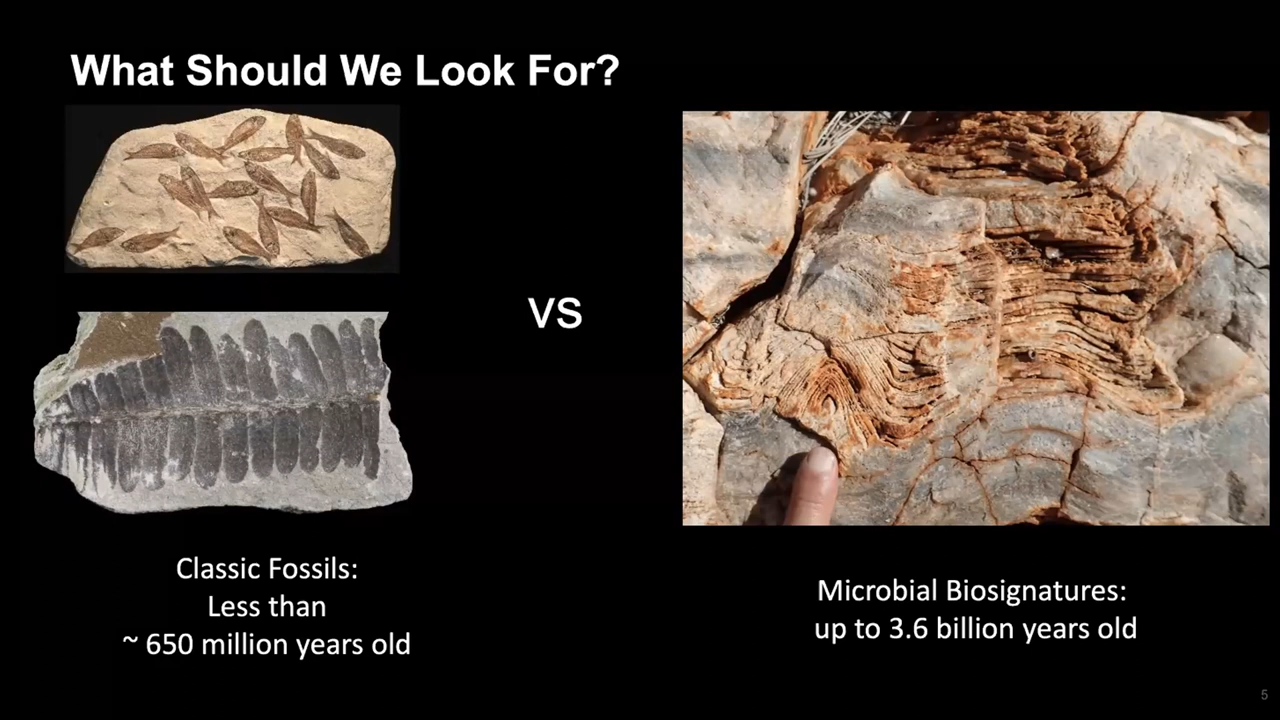 What Should We Look For?
VS
Classic Fossils:
Less than
~ 650 million years old
Microbial Biosignatures:
up to 3.6 billion years old
5